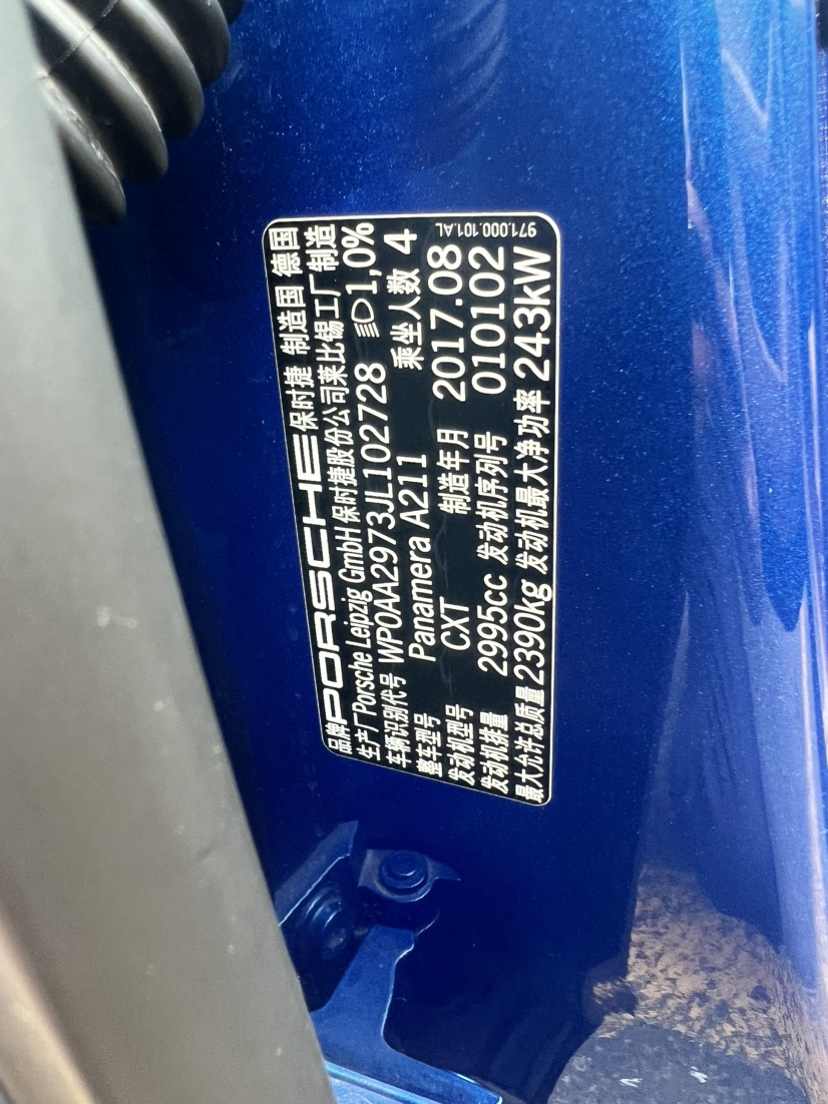 品牌 PORSCHE 保时捷 制造国 德国
生产厂 Porsche Leipzig GmbH 保时捷股份公司莱比锡工厂制造
车辆识别代号 WP0AA2973JL102728 1,0%
整车型号 Panamera A211 乘坐人数 4
发动机型号 CXT 制造年月 2017.08
发动机排量 2995cc 发动机序列号 010102
最大允许总质量 2390kg 发动机最大净功率 243kW
971.000.101.AL